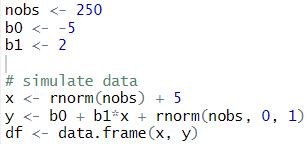 nobs <- 250
b0 <- -5
b1 <- 2
# simulate data
x <- rnorm(nobs) + 5
y <- b0 + b1*x + rnorm(nobs, 0, 1)
df <- data.frame(x, y)